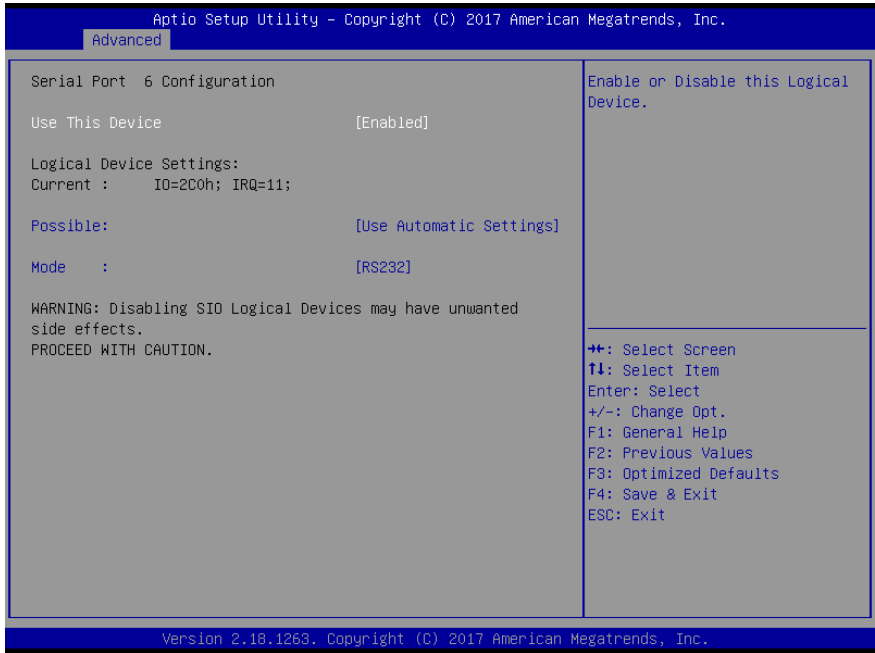 Aptio Setup Utility – Copyright (C) 2017 American Megatrends, Inc.
Advanced
Serial Port  6 Configuration
Use This Device [Enabled]
Logical Device Settings:
Current :     IO=2C0h; IRQ=11;
Possible: [Use Automatic Settings]
Mode    : [RS232]
WARNING: Disabling SIO Logical Devices may have unwanted
side effects.
PROCEED WITH CAUTION.
Enable or Disable this Logical
Device.
→←: Select Screen
↑↓: Select Item
Enter: Select
+/-: Change Opt.
F1: General Help
F2: Previous Values
F3: Optimized Defaults
F4: Save & Exit
ESC: Exit
Version 2.18.1263. Copyright (C) 2017 American Megatrends, Inc.